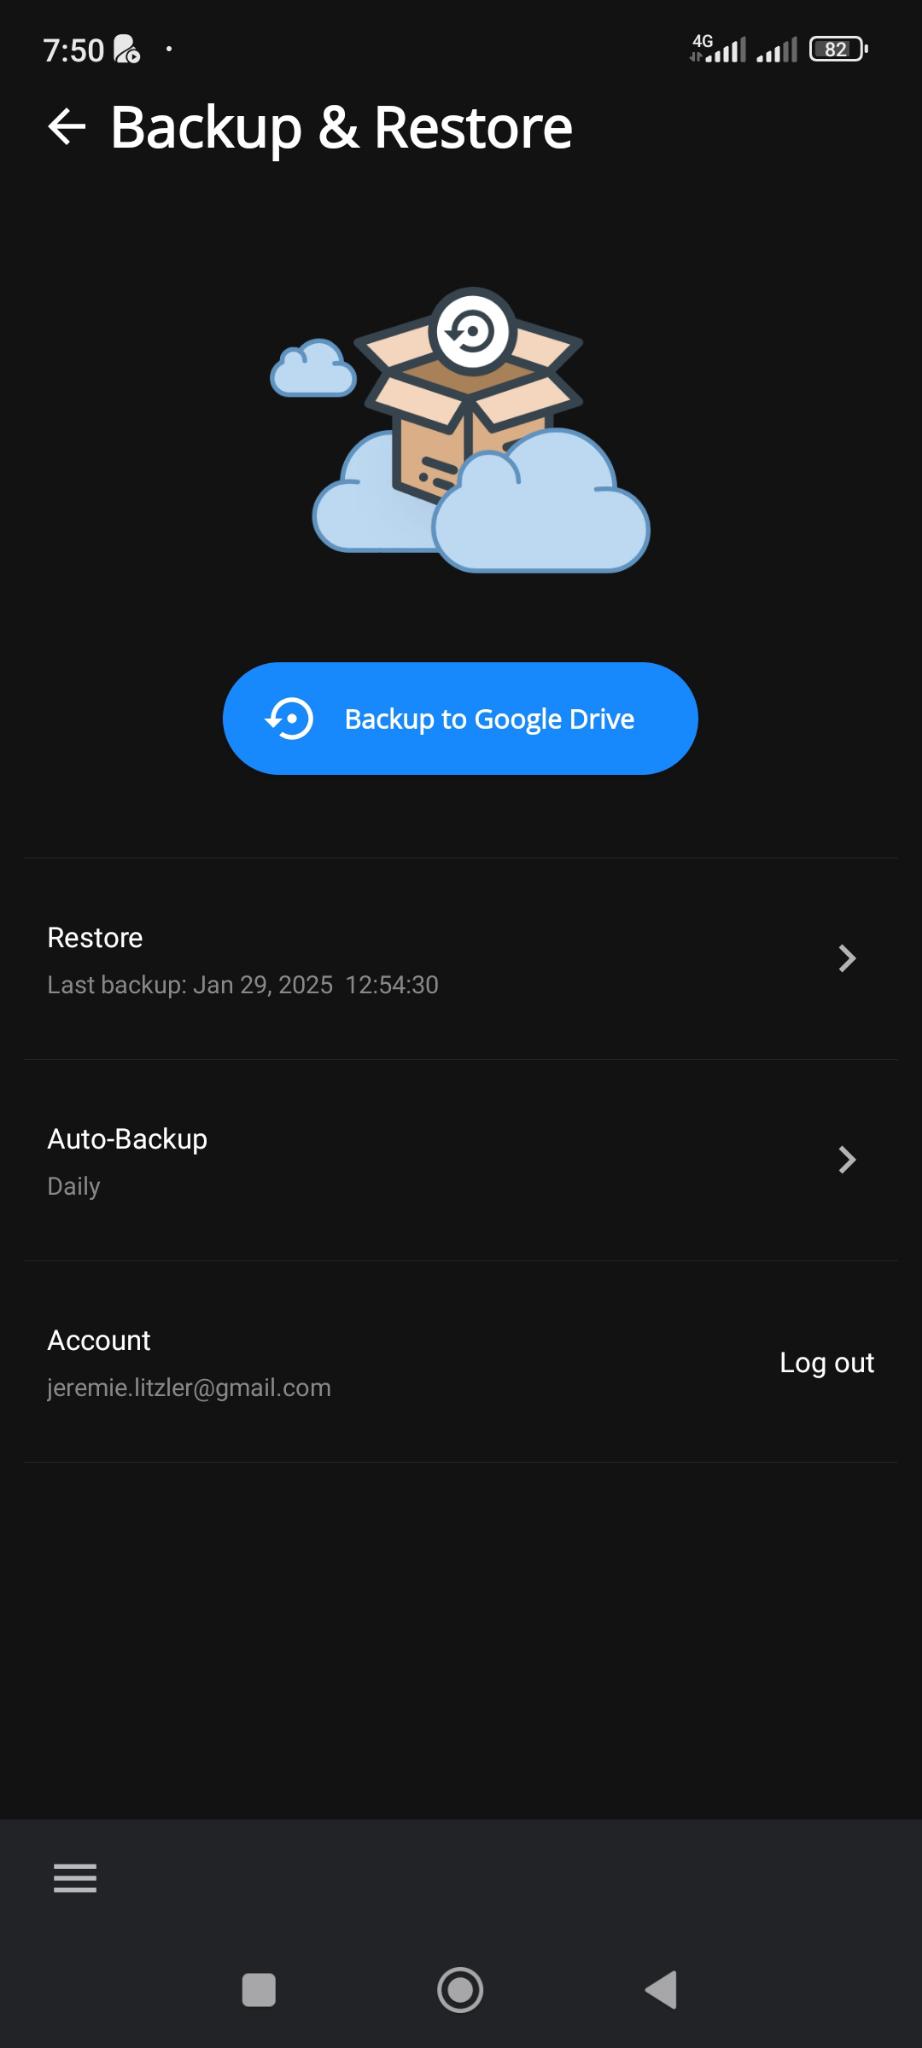 7:50
4G
82
Backup & Restore
Backup to Google Drive
Restore
Last backup: Jan 29, 2025  12:54:30
Auto-Backup
Daily
Account
jeremie.litzler@gmail.com
Log out